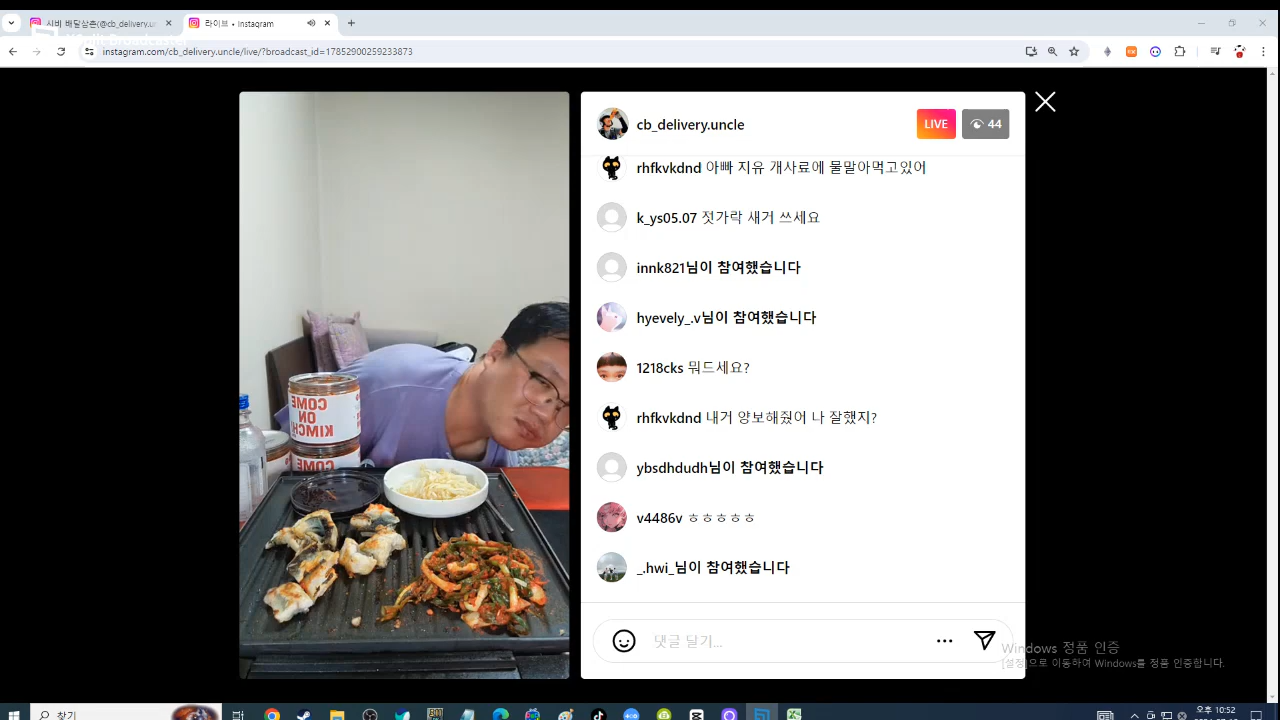 시바 배달삼촌(@cb_delivery.ur
라이브 • Instagram
instagram.com/cb_delivery.uncle/live/?broadcast_id=17852900259233873
cb_delivery.uncle
LIVE
44
rhfkvkdnd 아빠 지유 개사료에 물말아먹고있어
k_ys05.07 젓가락 새거 쓰세요
innk821님이 참여했습니다
hyevely_.v님이 참여했습니다
1218cks 뭐드세요?
rhfkvkdnd 내거 양보해줬어 나 잘했지?
ybsdhdudh님이 참여했습니다
v4486v ㅎㅎㅎㅎㅎ
_.hwi_님이 참여했습니다
댓글 달기...
COME
ON
KIMCH
COME
Windows 정품 인증
[설정]으로 이동하여 Windows를 정품 인증합니다.
찾기
오후 10:52